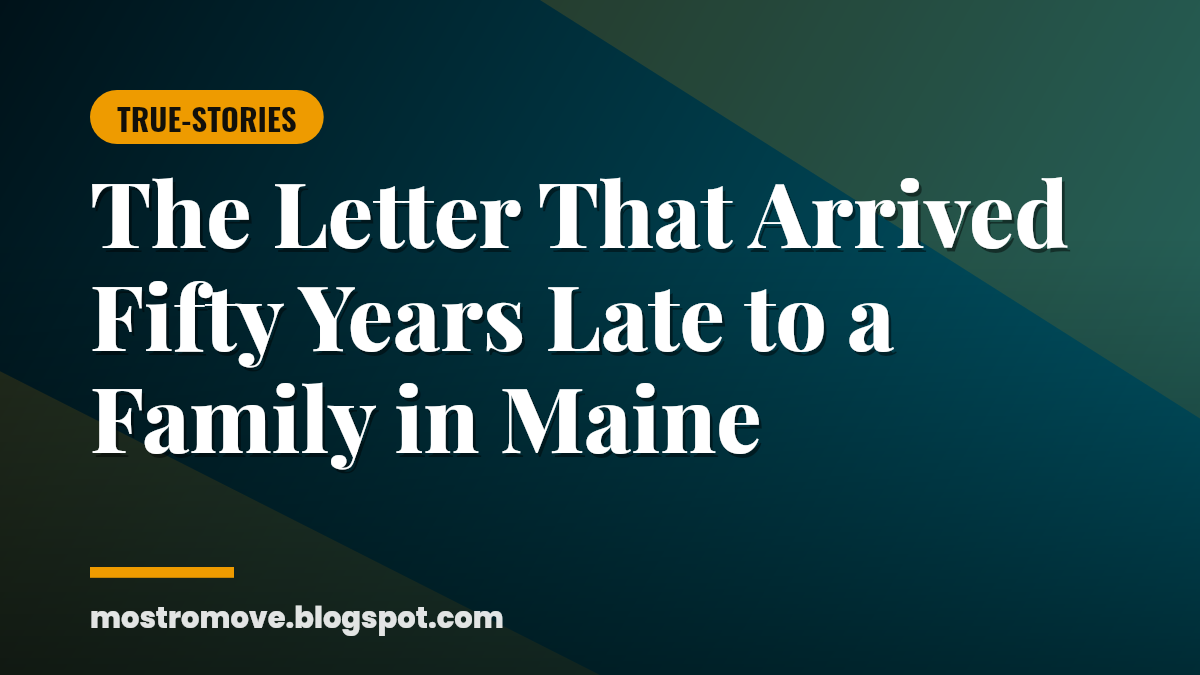 TRUE-STORIES
The Letter That Arrived
Fifty Years Late to a
Family in Maine
mostromove.blogspot.com